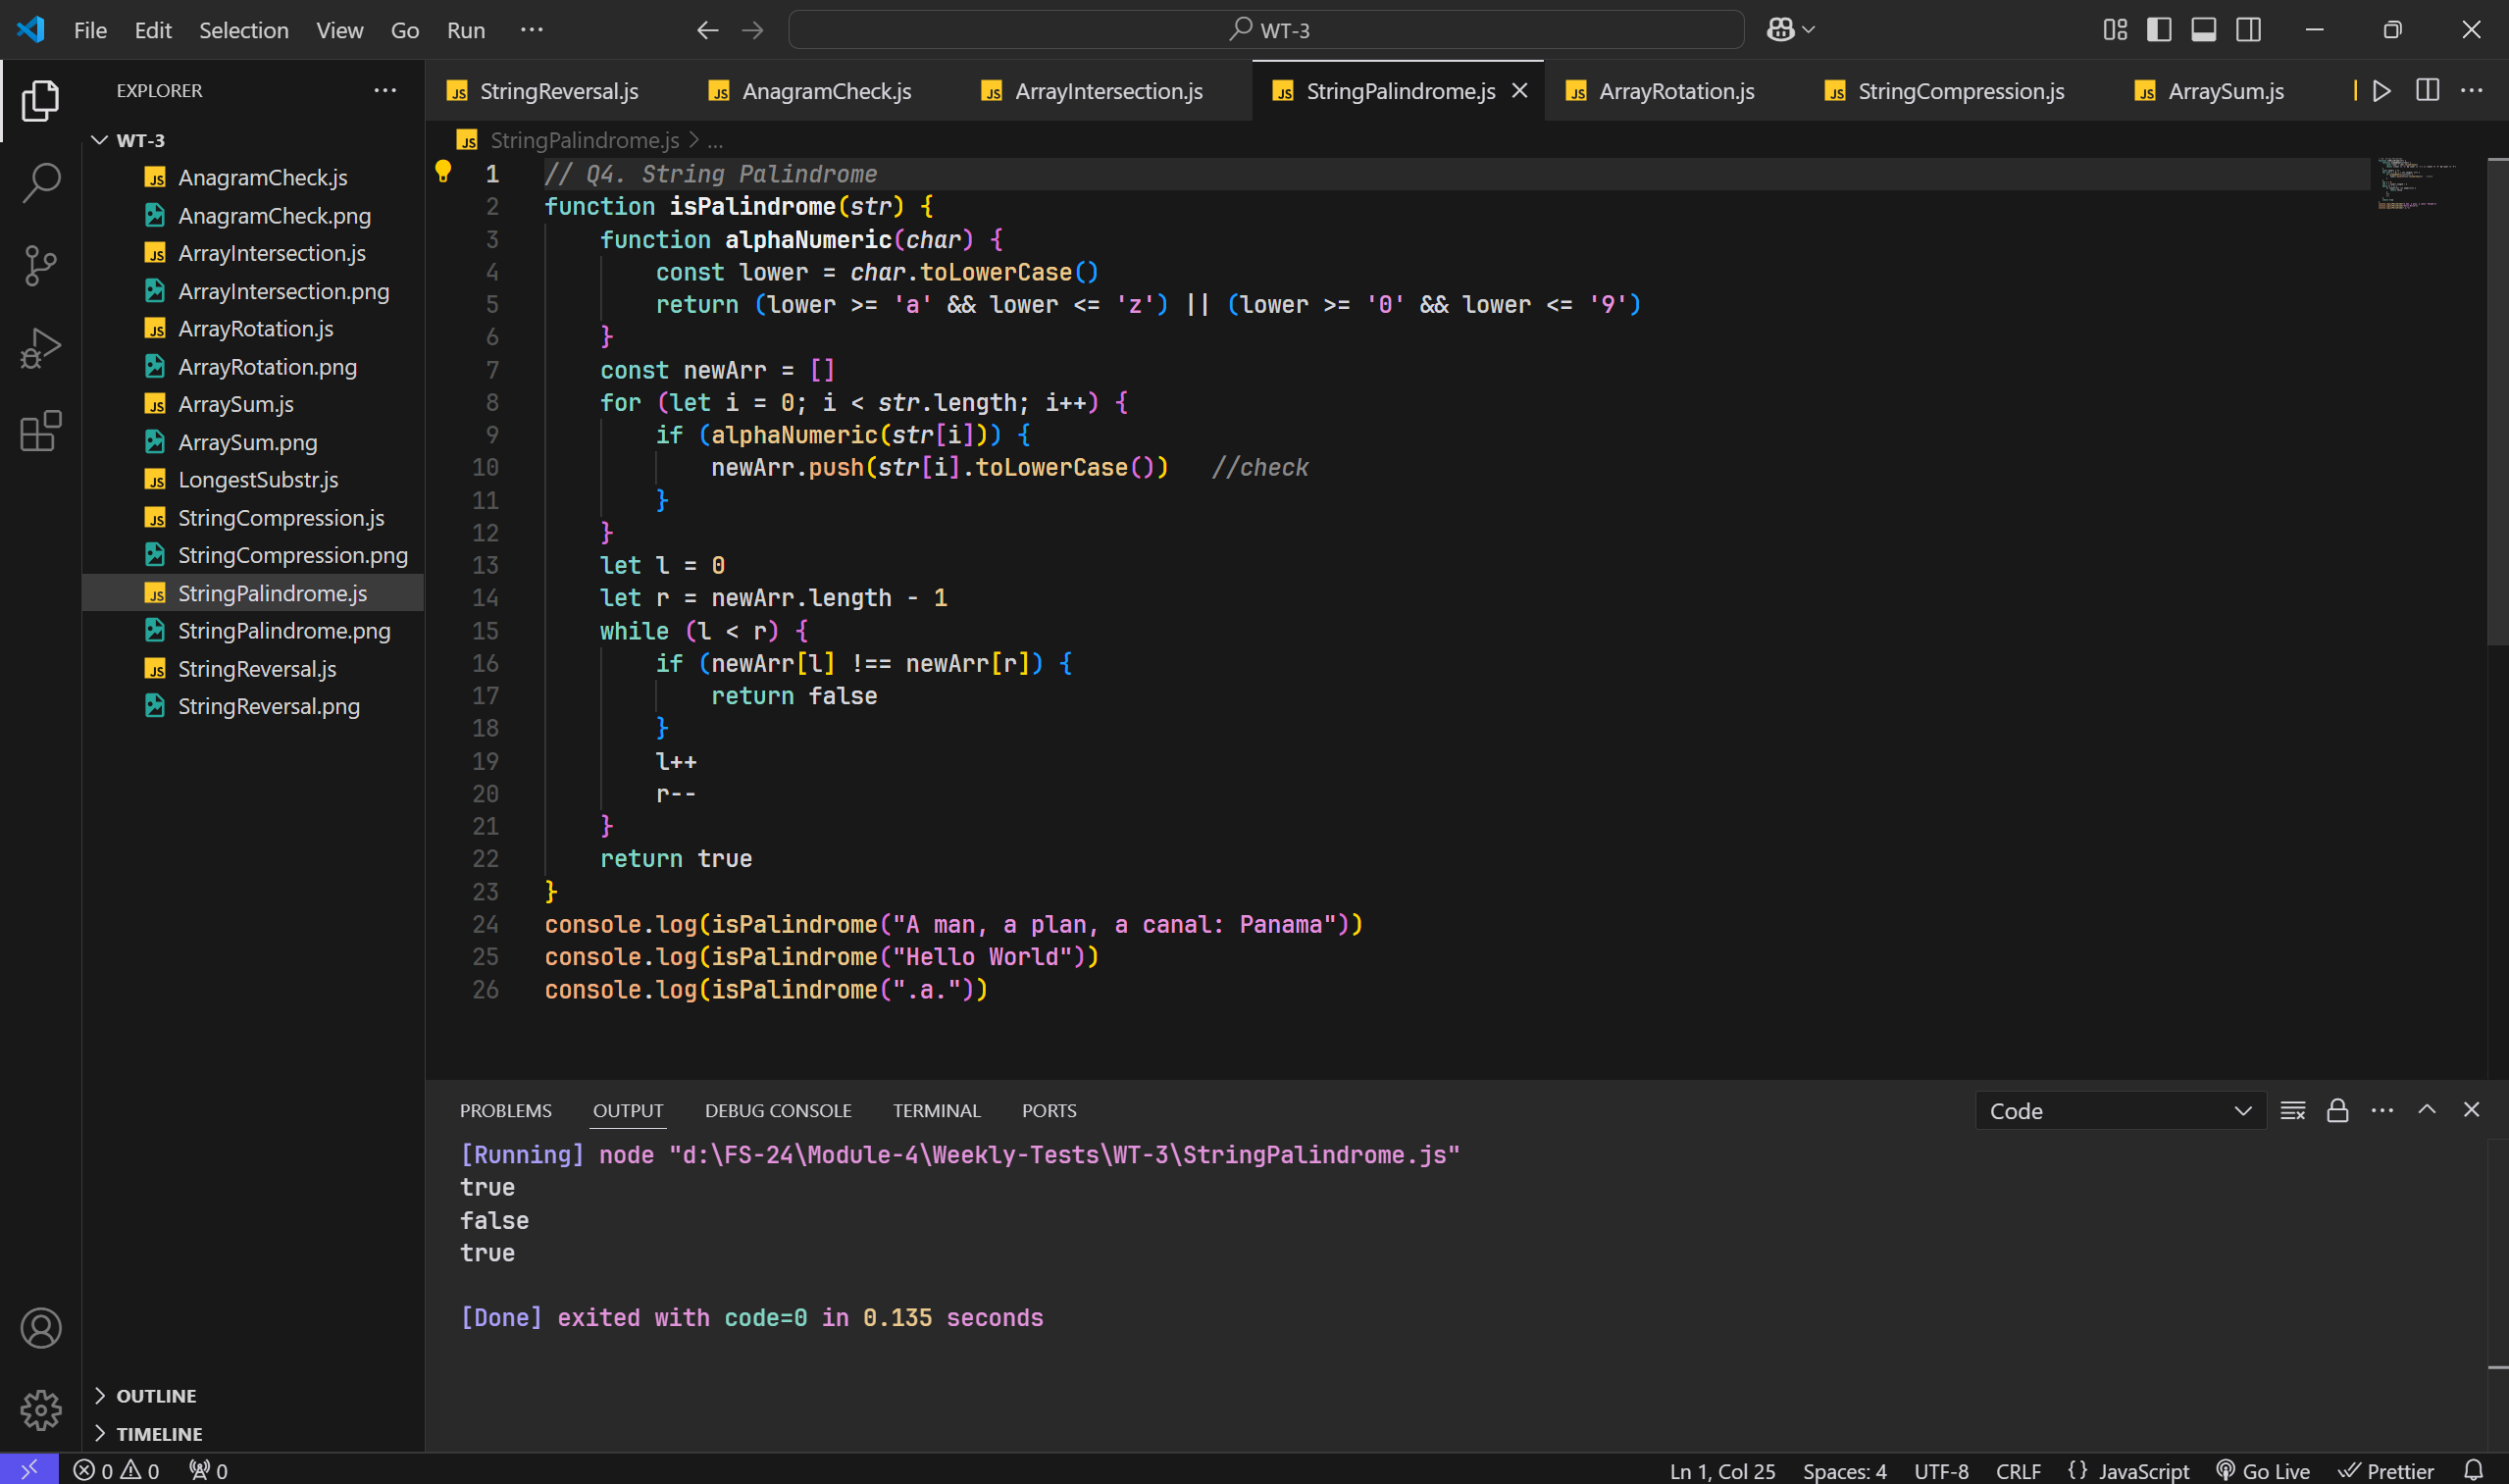 File Edit Selection View Go Run ... WT-3
EXPLORER ...
WT-3
AnagramCheck.js
AnagramCheck.png
ArrayIntersection.js
ArrayIntersection.png
ArrayRotation.js
ArrayRotation.png
ArraySum.js
ArraySum.png
LongestSubstr.js
StringCompression.js
StringCompression.png
StringPalindrome.js
StringPalindrome.png
StringReversal.js
StringReversal.png
OUTLINE
TIMELINE
JS StringReversal.js JS AnagramCheck.js JS ArrayIntersection.js JS StringPalindrome.js JS ArrayRotation.js JS StringCompression.js JS ArraySum.js
JS StringPalindrome.js > ...
1 // Q4. String Palindrome
2 function isPalindrome(str) {
3     function alphaNumeric(char) {
4         const lower = char.toLowerCase()
5         return (lower >= 'a' && lower <= 'z') || (lower >= '0' && lower <= '9')
6     }
7     const newArr = []
8     for (let i = 0; i < str.length; i++) {
9         if (alphaNumeric(str[i])) {
10             newArr.push(str[i].toLowerCase())   //check
11         }
12     }
13     let l = 0
14     let r = newArr.length - 1
15     while (l < r) {
16         if (newArr[l] !== newArr[r]) {
17             return false
18         }
19         l++
20         r--
21     }
22     return true
23 }
24 console.log(isPalindrome("A man, a plan, a canal: Panama"))
25 console.log(isPalindrome("Hello World"))
26 console.log(isPalindrome(".a."))
PROBLEMS OUTPUT DEBUG CONSOLE TERMINAL PORTS Code
[Running] node "d:\FS-24\Module-4\Weekly-Tests\WT-3\StringPalindrome.js"
true
false
true
[Done] exited with code=0 in 0.135 seconds
0 0 0 Ln 1, Col 25 Spaces: 4 UTF-8 CRLF {} JavaScript Go Live Prettier